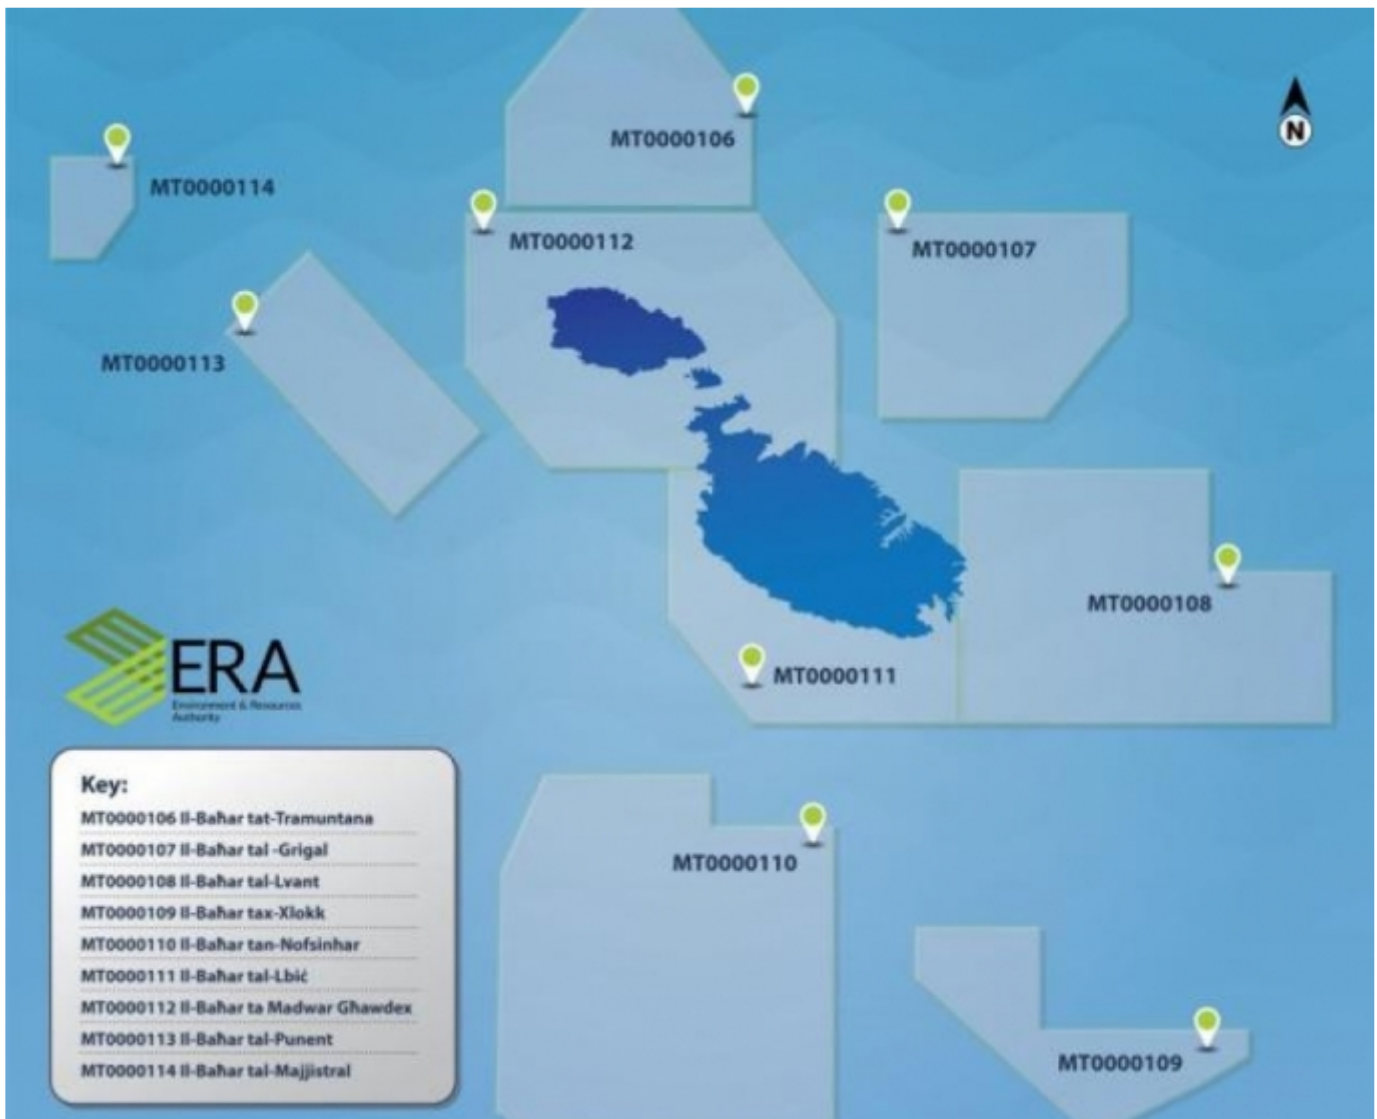 MT0000106
N
MT0000114
MT0000112
MT0000107
MT0000113
MT0000108
MT0000111
ERA
Environment & Resources
Authority
MT0000110
MT0000109
Key:
MT0000106 Il-Baħar tat-Tramuntana
MT0000107 Il-Baħar tal -Grigal
MT0000108 Il-Baħar tal-Lvant
MT0000109 Il-Baħar tax-Xlokk
MT0000110 Il-Baħar tan-Nofsinhar
MT0000111 Il-Baħar tal-Lbiċ
MT0000112 Il-Baħar ta Madwar Għawdex
MT0000113 Il-Baħar tal-Punent
MT0000114 Il-Baħar tal-Majjistral